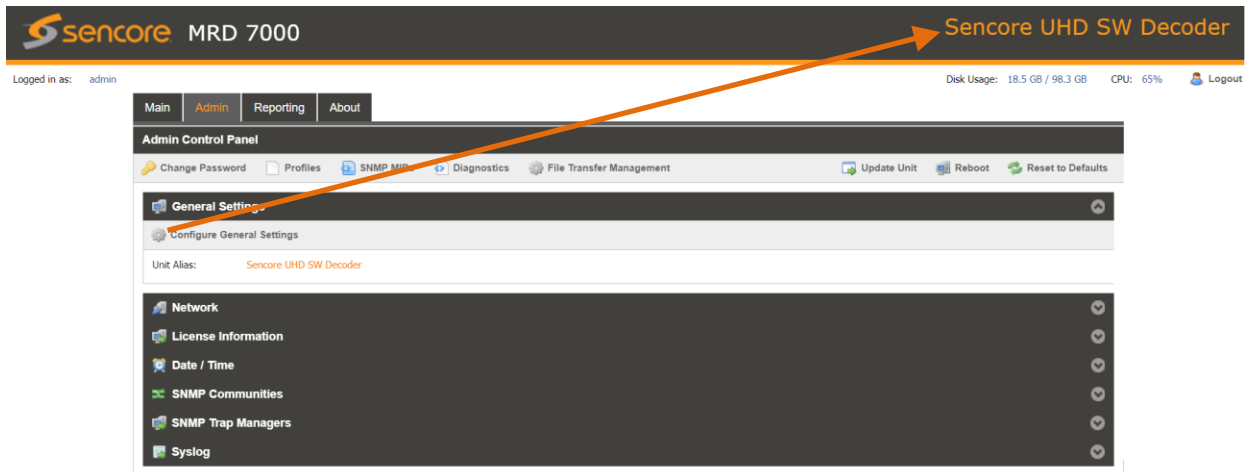 sencore MRD 7000
Sencore UHD SW Decoder
Logged in as: admin
Disk Usage: 18.5 GB / 98.3 GB CPU: 65% Logout
Main Admin Reporting About
Admin Control Panel
Change Password Profiles SNMP MIBs Diagnostics File Transfer Management Update Unit Reboot Reset to Defaults
General Settings
Configure General Settings
Unit Alias: Sencore UHD SW Decoder
Network
License Information
Date / Time
SNMP Communities
SNMP Trap Managers
Syslog